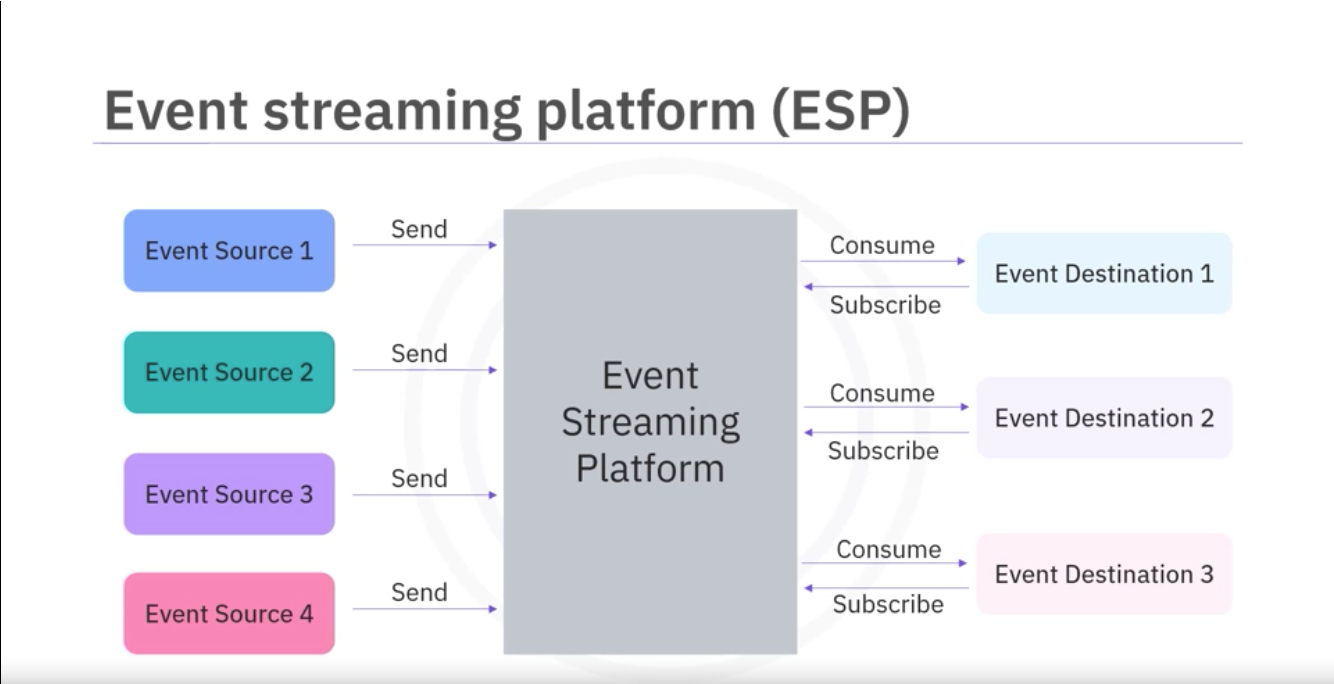 Event streaming platform (ESP)
Event Source 1
Send
Event Source 2
Send
Event Source 3
Send
Event Source 4
Send
Event
Streaming
Platform
Consume
Subscribe
Event Destination 1
Consume
Subscribe
Event Destination 2
Consume
Subscribe
Event Destination 3